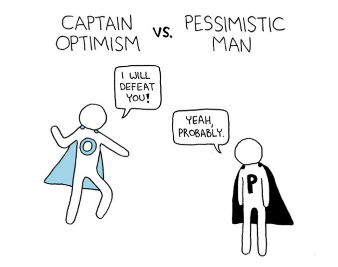 CAPTAIN
OPTIMISM
vs.
PESSIMISTIC
MAN
I WILL
DEFEAT
YOU!
YEAH,
PROBABLY.
O
P